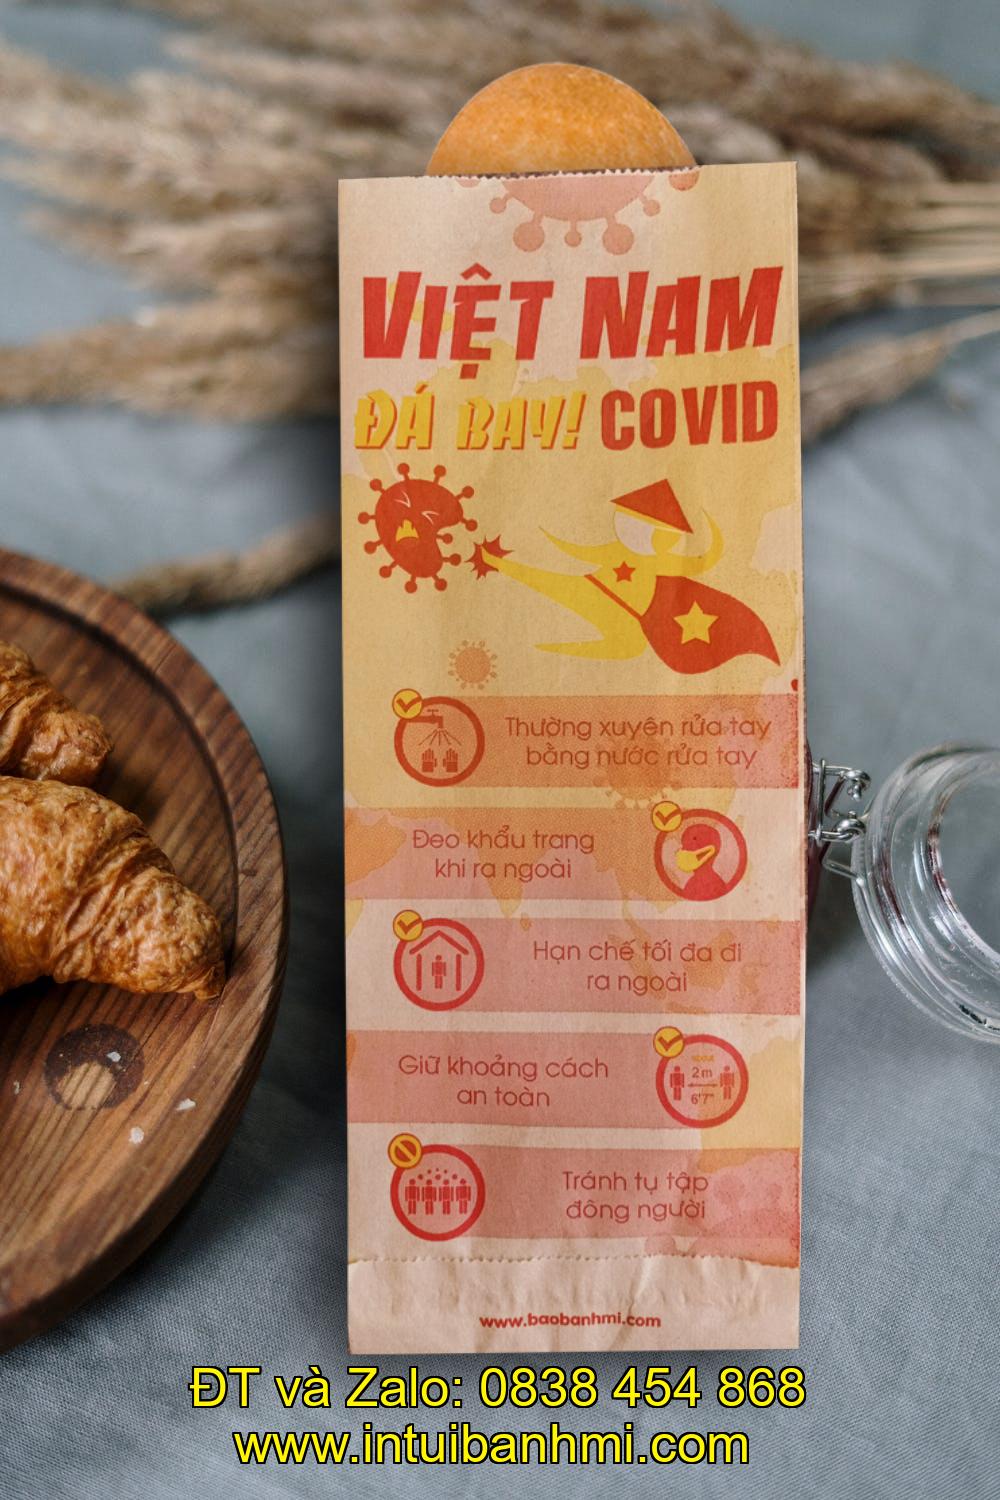 VIỆT NAM
ĐÁ BAY! COVID
Thường xuyên rửa tay
bằng nước rửa tay
Đeo khẩu trang
khi ra ngoài
Hạn chế tối đa đi
ra ngoài
Giữ khoảng cách
an toàn
2m
6'7"
Tránh tụ tập
đông người
www.baobanhmi.com
ĐT và Zalo: 0838 454 868
www.intuibanhmi.com